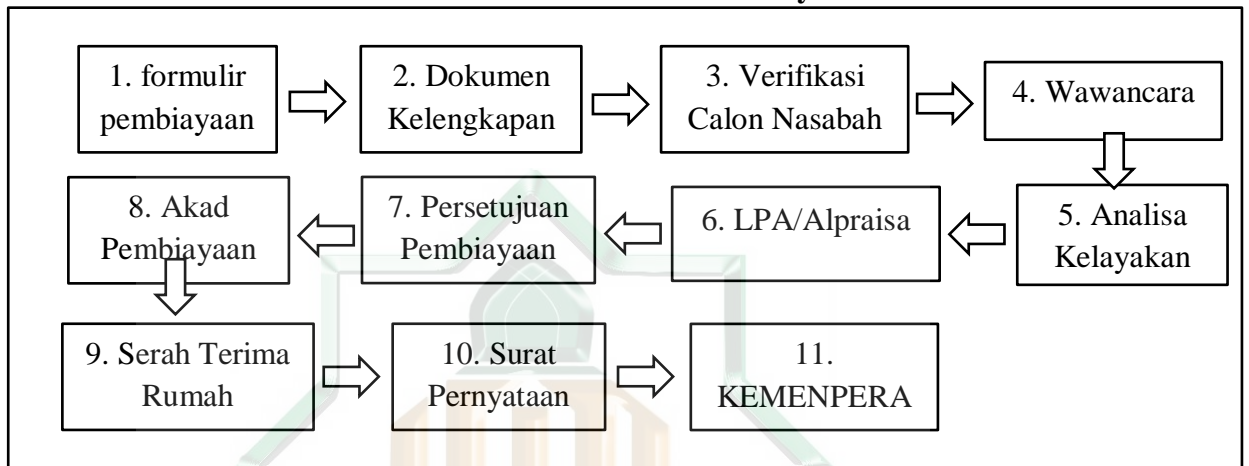 1. formulir
pembiayaan
2. Dokumen
Kelengkapan
3. Verifikasi
Calon Nasabah
4. Wawancara
5. Analisa
Kelayakan
6. LPA/Alpraisa
7. Persetujuan
Pembiayaan
8. Akad
Pembiayaan
9. Serah Terima
Rumah
10. Surat
Pernyataan
11.
KEMENPERA